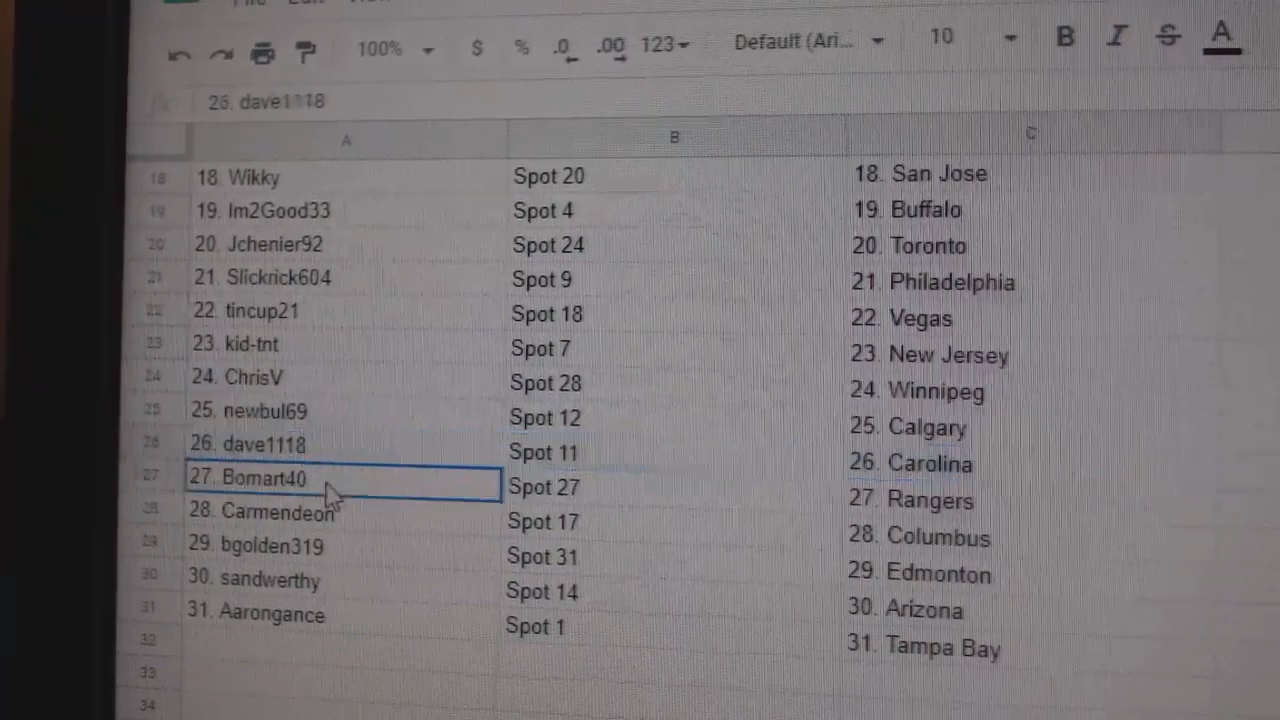 100% $ % .0 .00 123 Default (Ari... 10 B I S A
26. dave1118
A B C
18 18. Wikky Spot 20 18. San Jose
19 19. Im2Good33 Spot 4 19. Buffalo
20 20. Jchenier92 Spot 24 20. Toronto
21 21. Slickrick604 Spot 9 21. Philadelphia
22 22. tincup21 Spot 18 22. Vegas
23 23. kid-tnt Spot 7 23. New Jersey
24 24. ChrisV Spot 28 24. Winnipeg
25 25. newbul69 Spot 12 25. Calgary
26 26. dave1118 Spot 11 26. Carolina
27 27. Bomart40 Spot 27 27. Rangers
28 28. Carmendeon Spot 17 28. Columbus
29 29. bgolden319 Spot 31 29. Edmonton
30 30. sandwerthy Spot 14 30. Arizona
31 31. Aarongance Spot 1 31. Tampa Bay
32
33
34